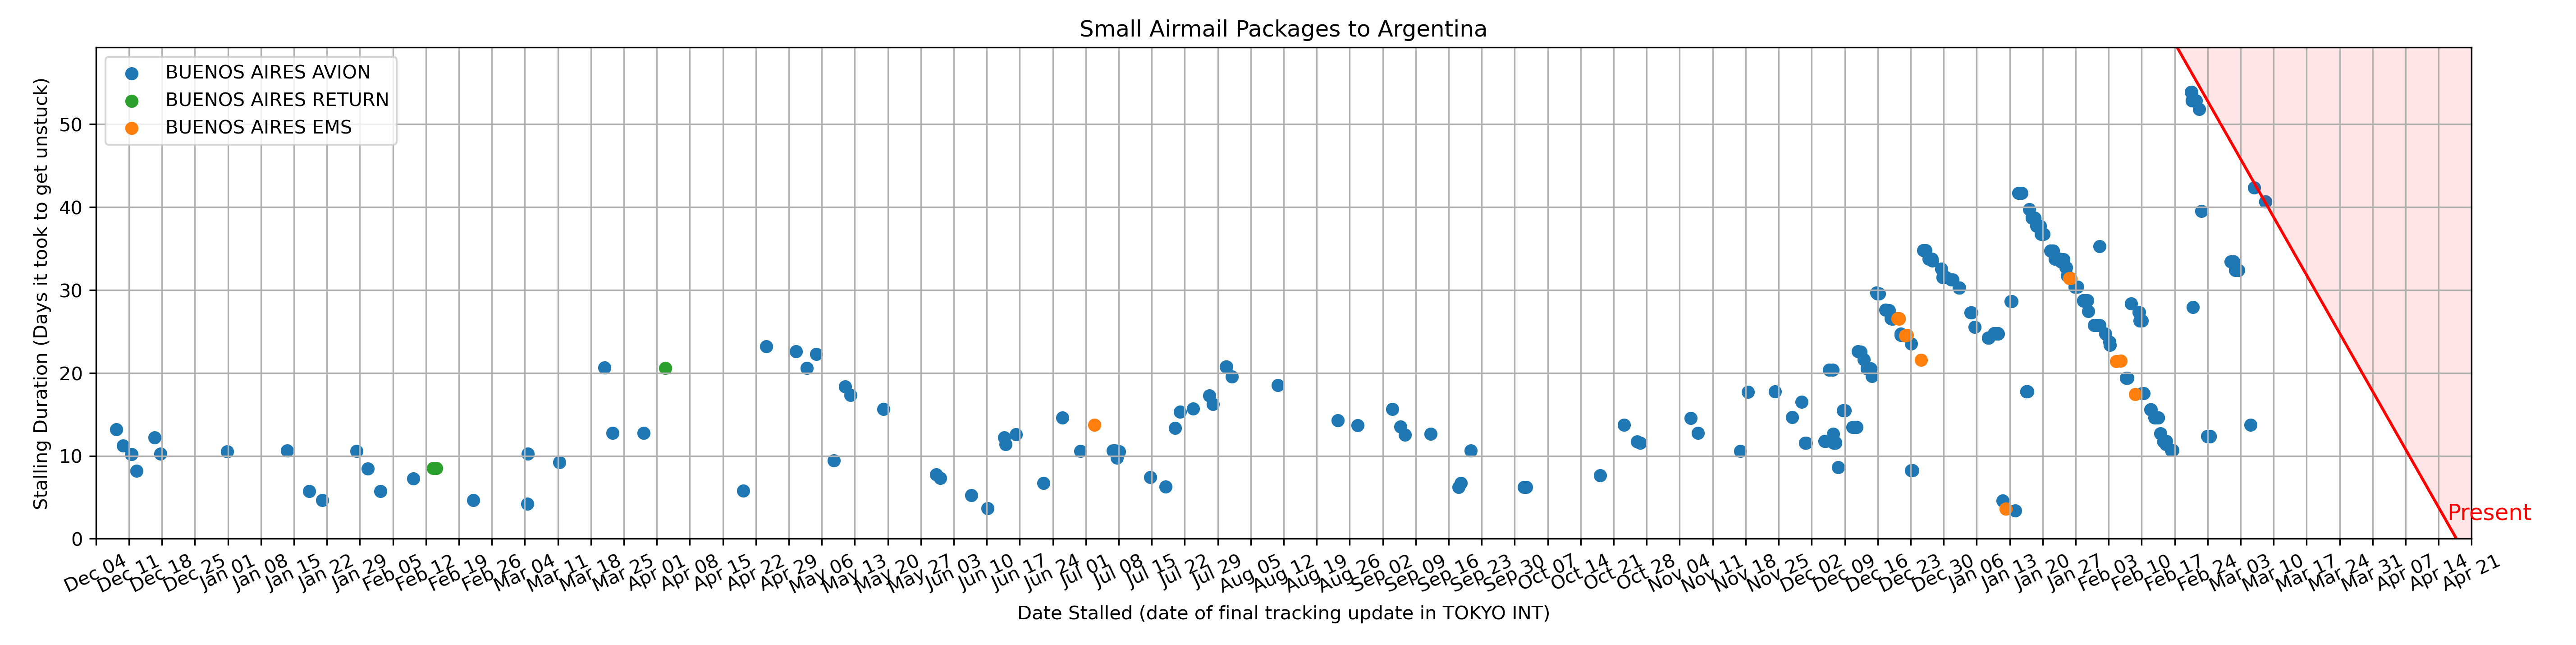 Small Airmail Packages to Argentina
BUENOS AIRES AVION
BUENOS AIRES RETURN
BUENOS AIRES EMS
Stalling Duration (Days it took to get unstuck)
50
40
30
20
10
0
Present
Dec 04
Dec 11
Dec 18
Dec 25
Jan 01
Jan 08
Jan 15
Jan 22
Jan 29
Feb 05
Feb 12
Feb 19
Feb 26
Mar 04
Mar 11
Mar 18
Mar 25
Apr 01
Apr 08
Apr 15
Apr 22
Apr 29
May 06
May 13
May 20
May 27
Jun 03
Jun 10
Jun 17
Jun 24
Jul 01
Jul 08
Jul 15
Jul 22
Jul 29
Aug 05
Aug 12
Aug 19
Aug 26
Sep 02
Sep 09
Sep 16
Sep 23
Sep 30
Oct 07
Oct 14
Oct 21
Oct 28
Nov 04
Nov 11
Nov 18
Nov 25
Dec 02
Dec 09
Dec 16
Dec 23
Dec 30
Jan 06
Jan 13
Jan 20
Jan 27
Feb 03
Feb 10
Feb 17
Feb 24
Mar 03
Mar 10
Mar 17
Mar 24
Mar 31
Apr 07
Apr 14
Apr 21
Date Stalled (date of final tracking update in TOKYO INT)